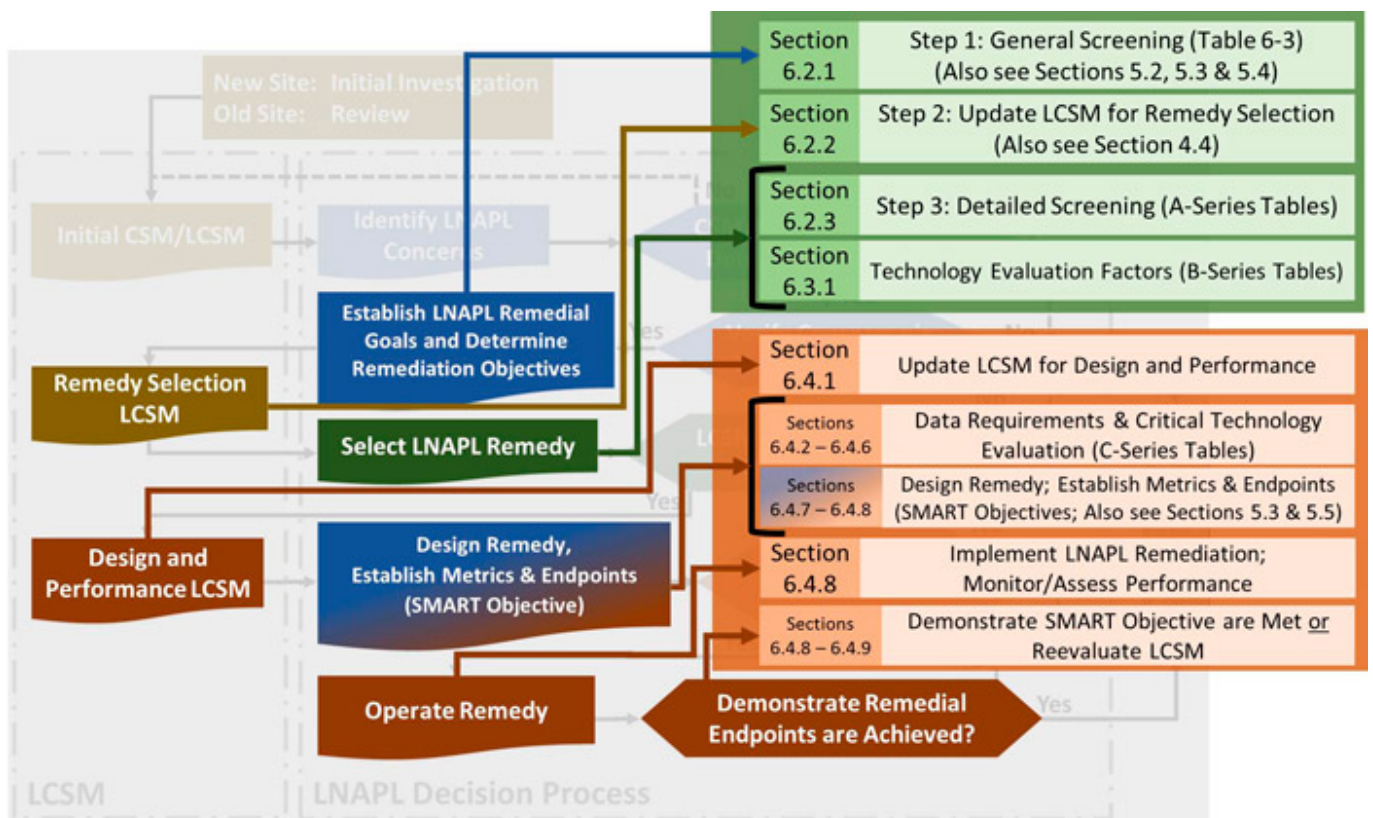 New Site: Initial Investigation
Old Site: Review
Initial CSM/LCSM
Identify LNAPL
Concerns
No
Establish LNAPL Remedial
Goals and Determine
Remediation Objectives
Yes
No
Remedy Selection
LCSM
Select LNAPL Remedy
Yes
Design and
Performance LCSM
Design Remedy,
Establish Metrics & Endpoints
(SMART Objective)
Operate Remedy
Demonstrate Remedial
Endpoints are Achieved?
Yes
LCSM
LNAPL Decision Process
Section
6.2.1
Step 1: General Screening (Table 6-3)
(Also see Sections 5.2, 5.3 & 5.4)
Section
6.2.2
Step 2: Update LCSM for Remedy Selection
(Also see Section 4.4)
Section
6.2.3
Step 3: Detailed Screening (A-Series Tables)
Section
6.3.1
Technology Evaluation Factors (B-Series Tables)
Section
6.4.1
Update LCSM for Design and Performance
Sections
6.4.2 – 6.4.6
Data Requirements & Critical Technology
Evaluation (C-Series Tables)
Sections
6.4.7 – 6.4.8
Design Remedy; Establish Metrics & Endpoints
(SMART Objectives; Also see Sections 5.3 & 5.5)
Section
6.4.8
Implement LNAPL Remediation;
Monitor/Assess Performance
Sections
6.4.8 – 6.4.9
Demonstrate SMART Objective are Met or
Reevaluate LCSM